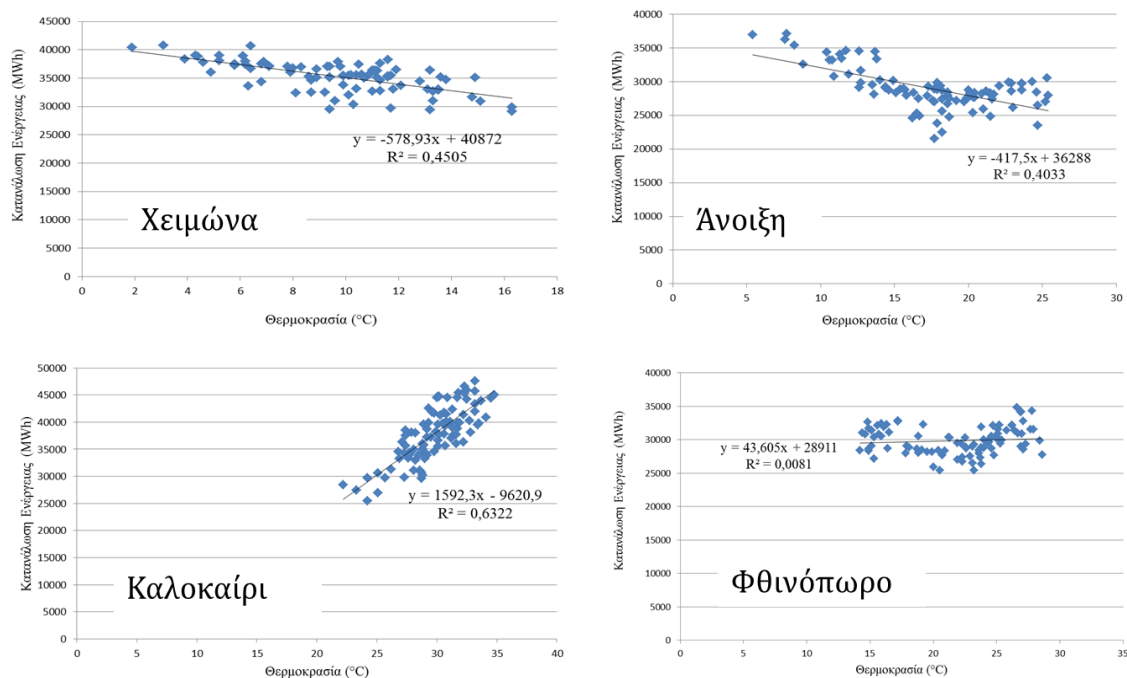 Κατανάλωση Ενέργειας (MWh)
45000
40000
35000
30000
25000
20000
15000
10000
5000
0
y = -578,93x + 40872
R² = 0,4505
Χειμώνα
0 2 4 6 8 10 12 14 16 18
Θερμοκρασία (°C)
Κατανάλωση Ενέργειας (MWh)
40000
35000
30000
25000
20000
15000
10000
5000
0
y = -417,5x + 36288
R² = 0,4033
Άνοιξη
0 5 10 15 20 25 30
Θερμοκρασία (°C)
Κατανάλωση Ενέργειας (MWh)
50000
45000
40000
35000
30000
25000
20000
15000
10000
5000
0
y = 1592,3x - 9620,9
R² = 0,6322
Καλοκαίρι
0 5 10 15 20 25 30 35 40
Θερμοκρασία (°C)
Κατανάλωση Ενέργειας (MWh)
40000
35000
30000
25000
20000
15000
10000
5000
0
y = 43,605x + 28911
R² = 0,0081
Φθινόπωρο
0 5 10 15 20 25 30 35
Θερμοκρασία (°C)